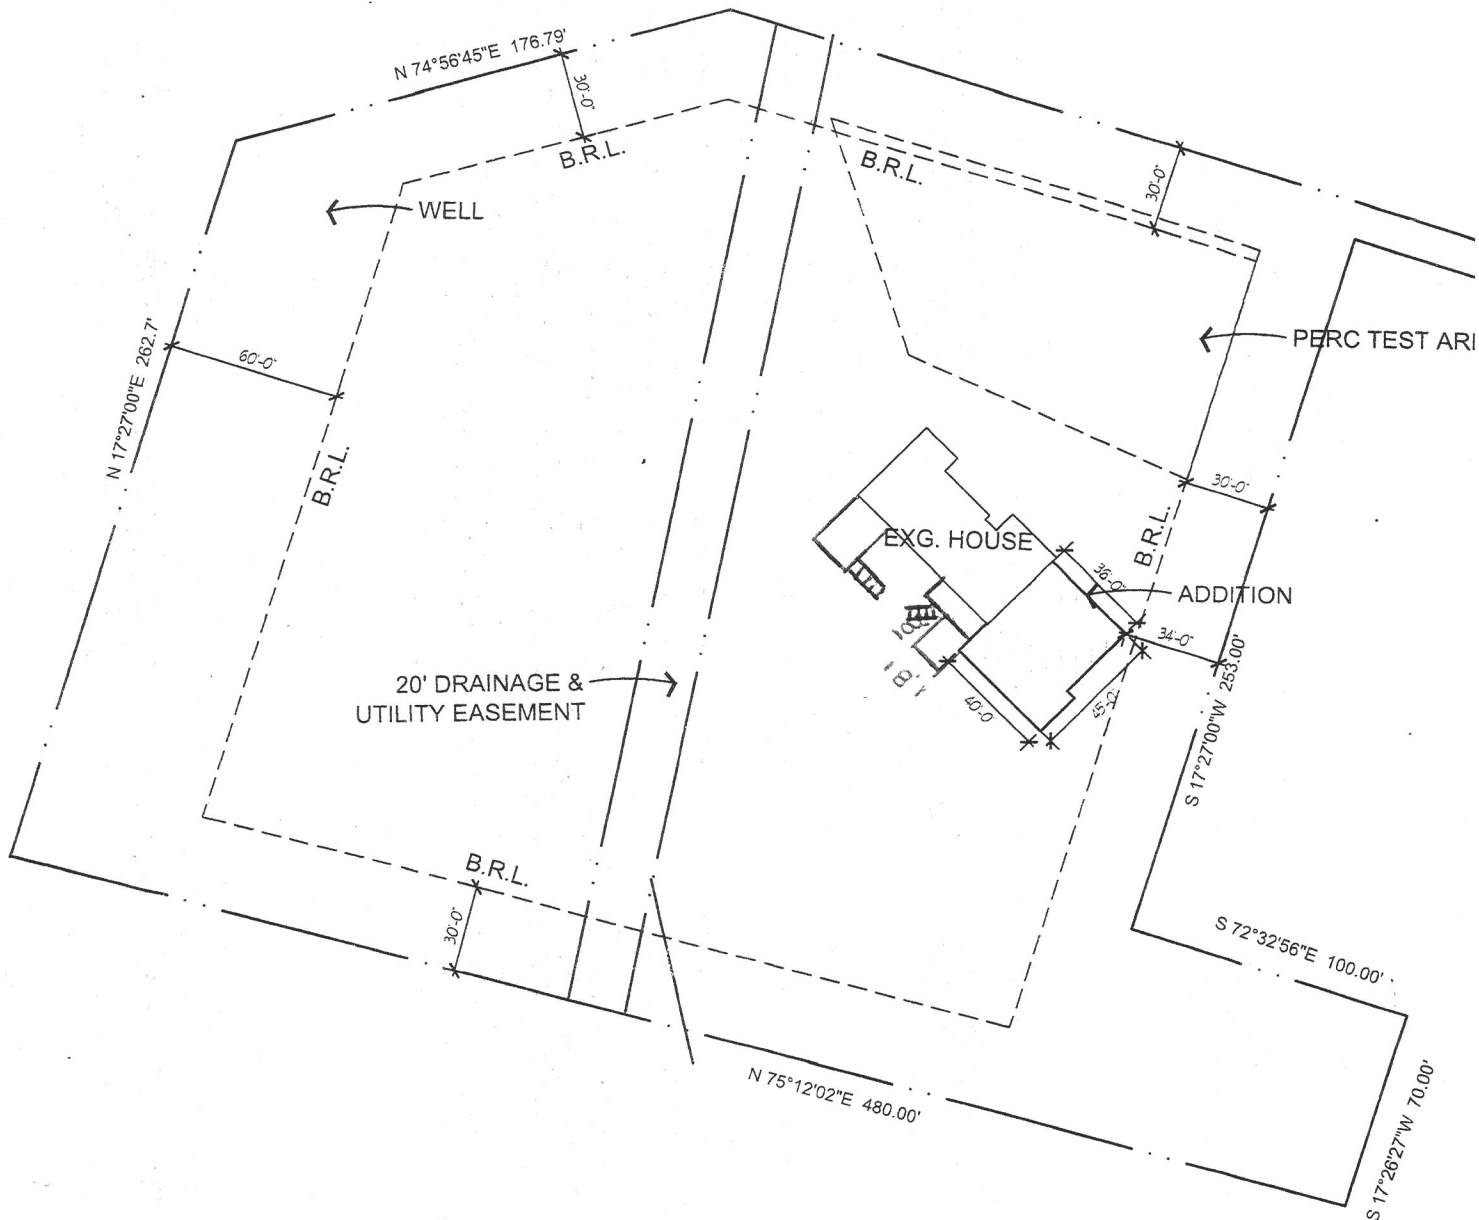 N 74°56'45"E 176.79'
30'-0"
B.R.L.
B.R.L.
30'-0"
WELL
N 17°27'00"E 262.7'
60'-0"
B.R.L.
PERC TEST
30'-0"
B.R.L.
EXG. HOUSE
36'-0"
ADDITION
34'-0"
S 17°27'00"W 253.00'
40'-0"
45'-0"
20' DRAINAGE &
UTILITY EASEMENT
B.R.L.
30'-0"
S 72°32'56"E 100.00'
N 75°12'02"E 480.00'
S 17°26'27"W 70.00'